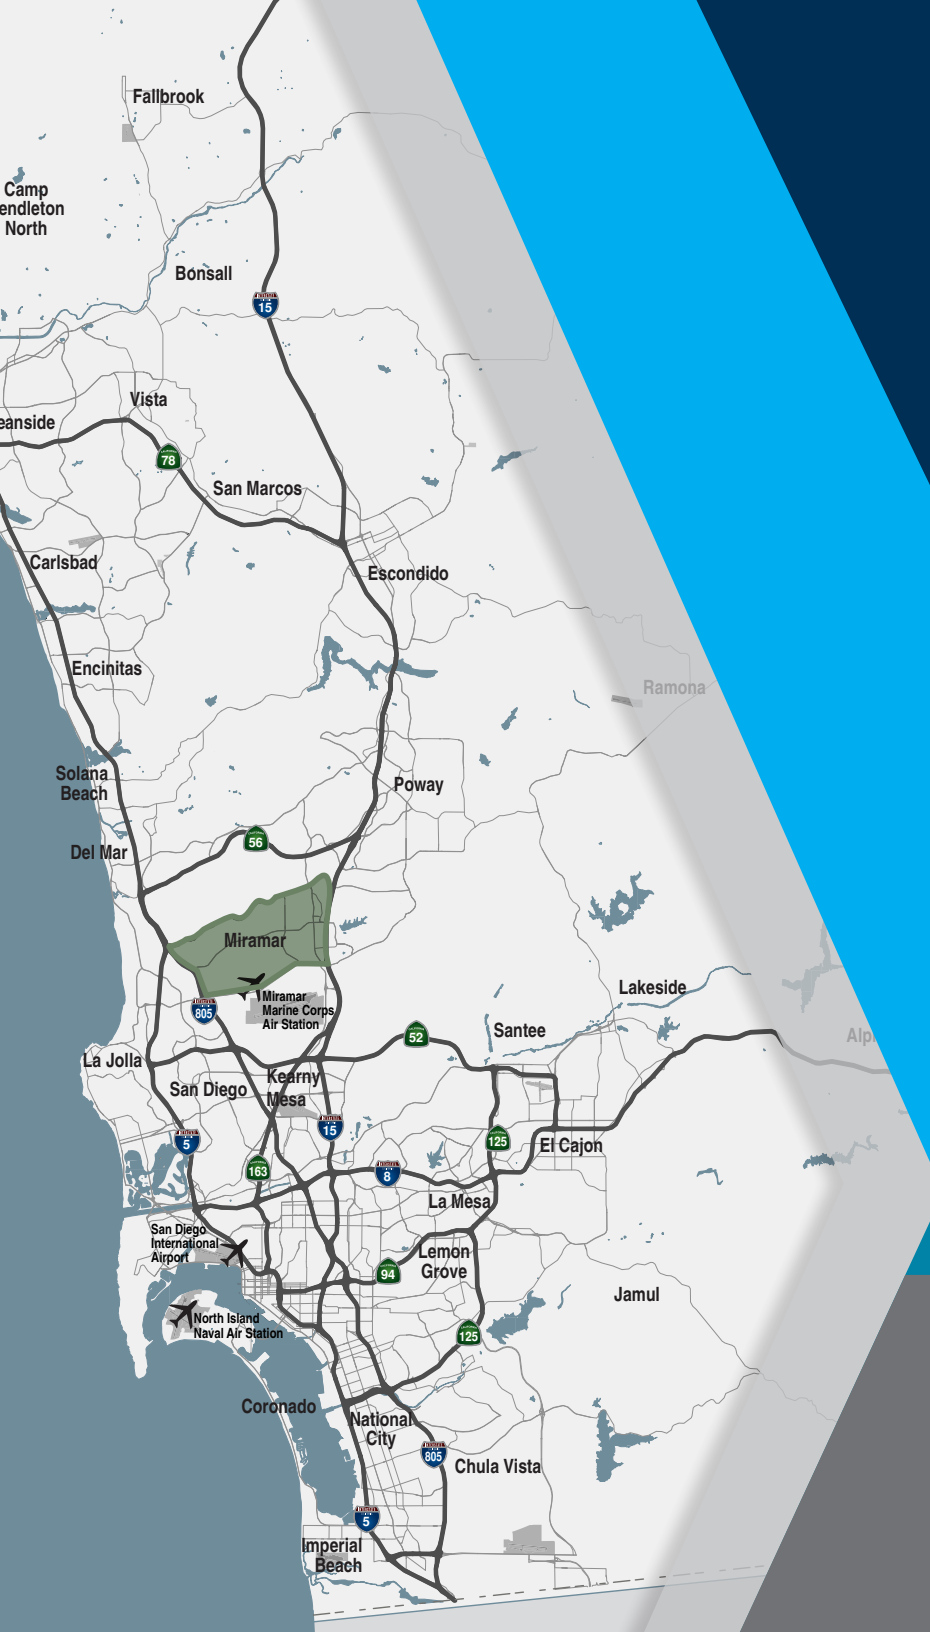 Fallbrook
Camp
endleton
North
Bonsall
15
Vista
eanside
78
San Marcos
Carlsbad
Escondido
Encinitas
Ramona
Solana
Beach
Poway
56
Del Mar
Miramar
Lakeside
Miramar
Marine Corps
Air Station
805
52
Santee
Alpi
La Jolla
Kearny
Mesa
San Diego
15
5
125
El Cajon
163
8
La Mesa
San Diego
International
Airport
Lemon
Grove
94
Jamul
North Island
Naval Air Station
125
Coronado
National
City
805
Chula Vista
5
Imperial
Beach